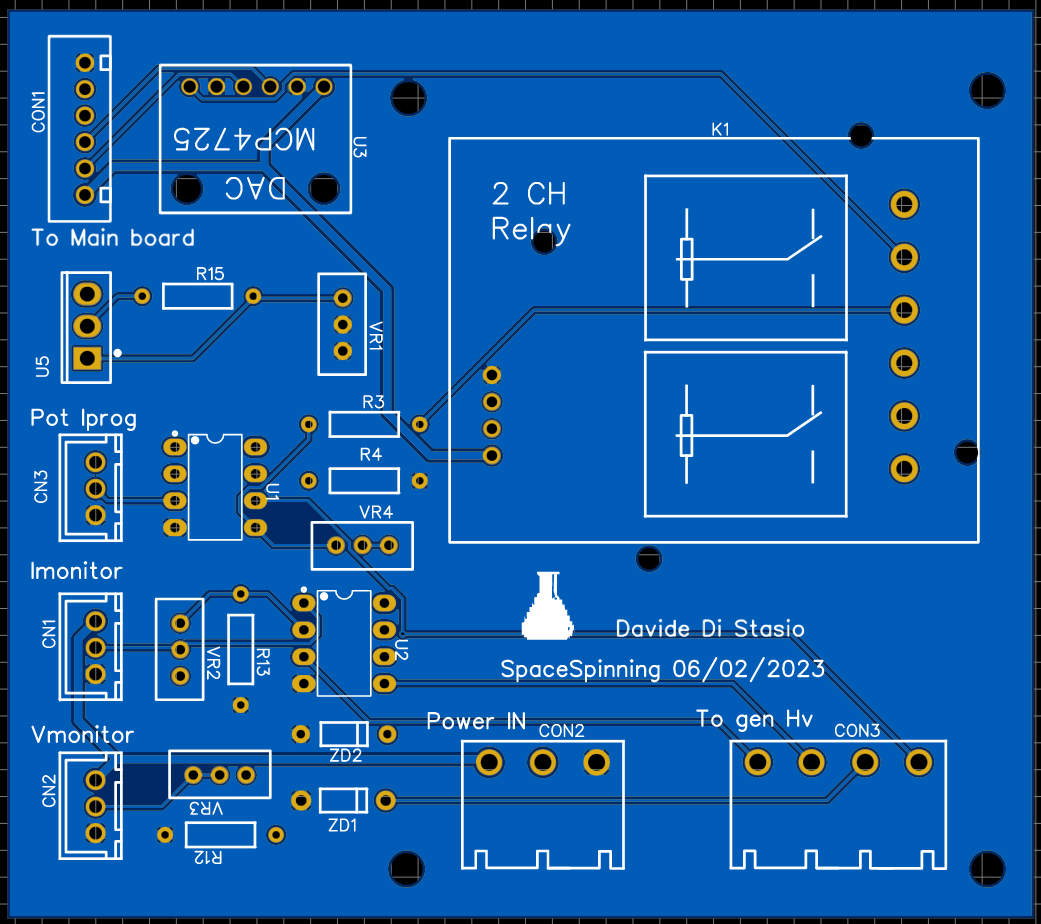 CON1
MCP4725
DAC
U3
K1
2 CH
Relay
To Main board
R15
VR1
U5
R3
Pot Iprog
R4
CN3
U1
VR4
Imonitor
CN1
VR2
R13
U2
Davide Di Stasio
SpaceSpinning 06/02/2023
Vmonitor
Power IN
To gen Hv
CON2
CON3
ZD2
CN2
VR3
ZD1
R12